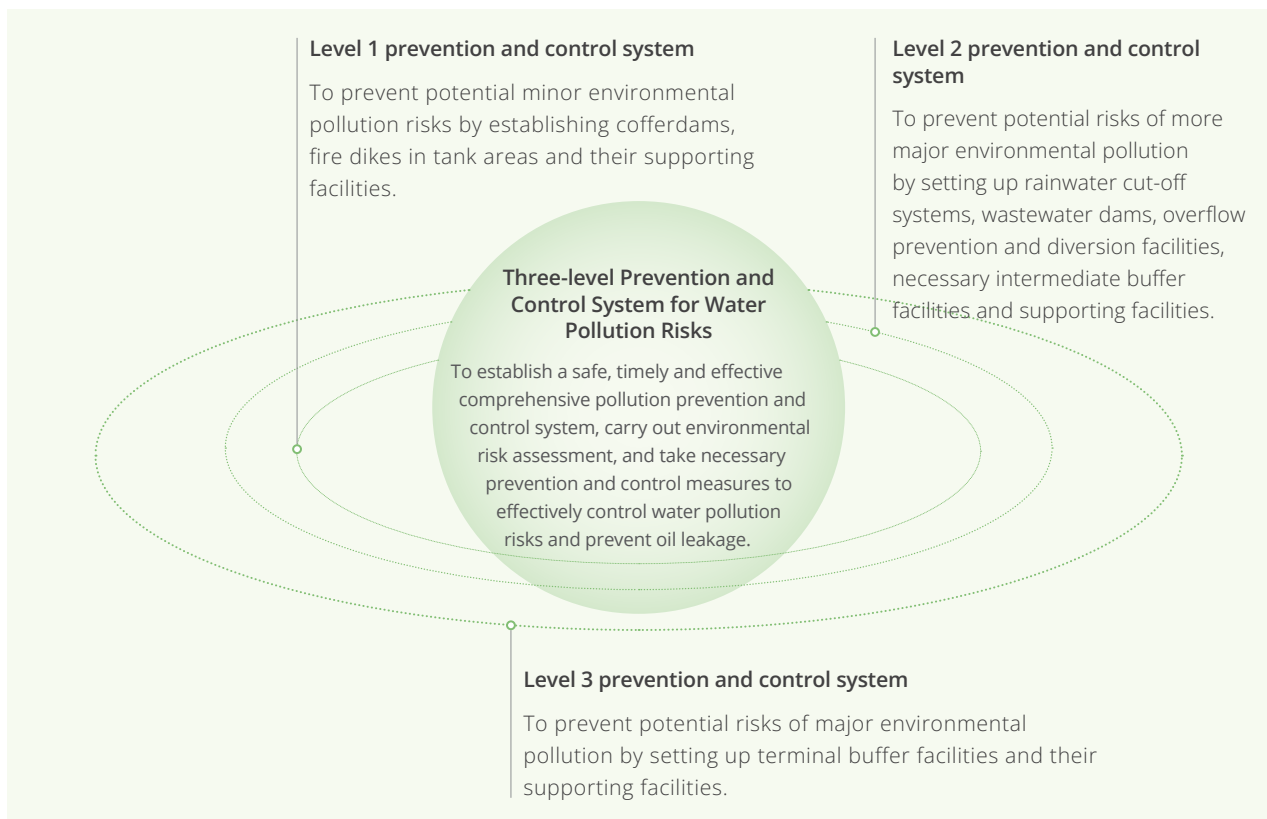 Level 1 prevention and control system
To prevent potential minor environmental
pollution risks by establishing cofferdams,
fire dikes in tank areas and their supporting
facilities.
Level 2 prevention and control
system
To prevent potential risks of more
major environmental pollution
by setting up rainwater cut-off
systems, wastewater dams, overflow
prevention and diversion facilities,
necessary intermediate buffer
facilities and supporting facilities.
Three-level Prevention and
Control System for Water
Pollution Risks
To establish a safe, timely and effective
comprehensive pollution prevention and
control system, carry out environmental
risk assessment, and take necessary
prevention and control measures to
effectively control water pollution
risks and prevent oil leakage.
Level 3 prevention and control system
To prevent potential risks of major environmental
pollution by setting up terminal buffer facilities and their
supporting facilities.